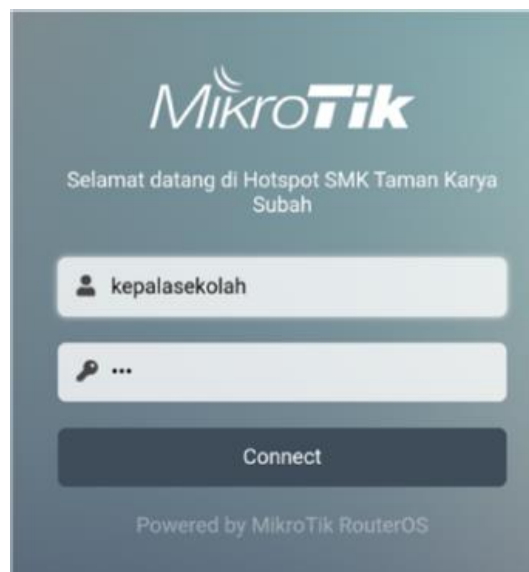 MikroTik
Selamat datang di Hotspot SMK Taman Karya
Subah
kepalasekolah
•••
Connect
Powered by MikroTik RouterOS